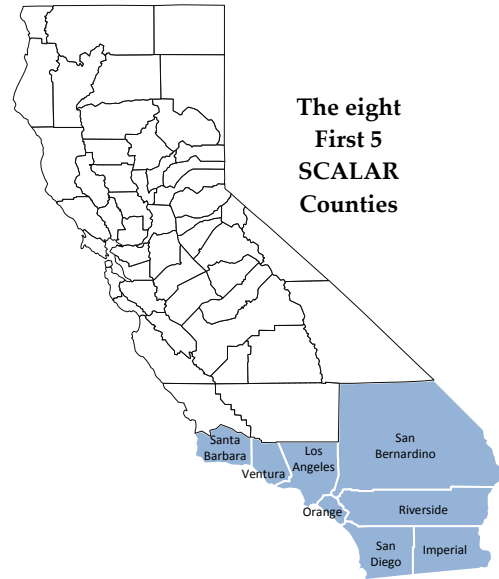 The eight
First 5
SCALAR
Counties
Santa
Barbara
Ventura
Los
Angeles
San
Bernardino
Orange
Riverside
San
Diego
Imperial